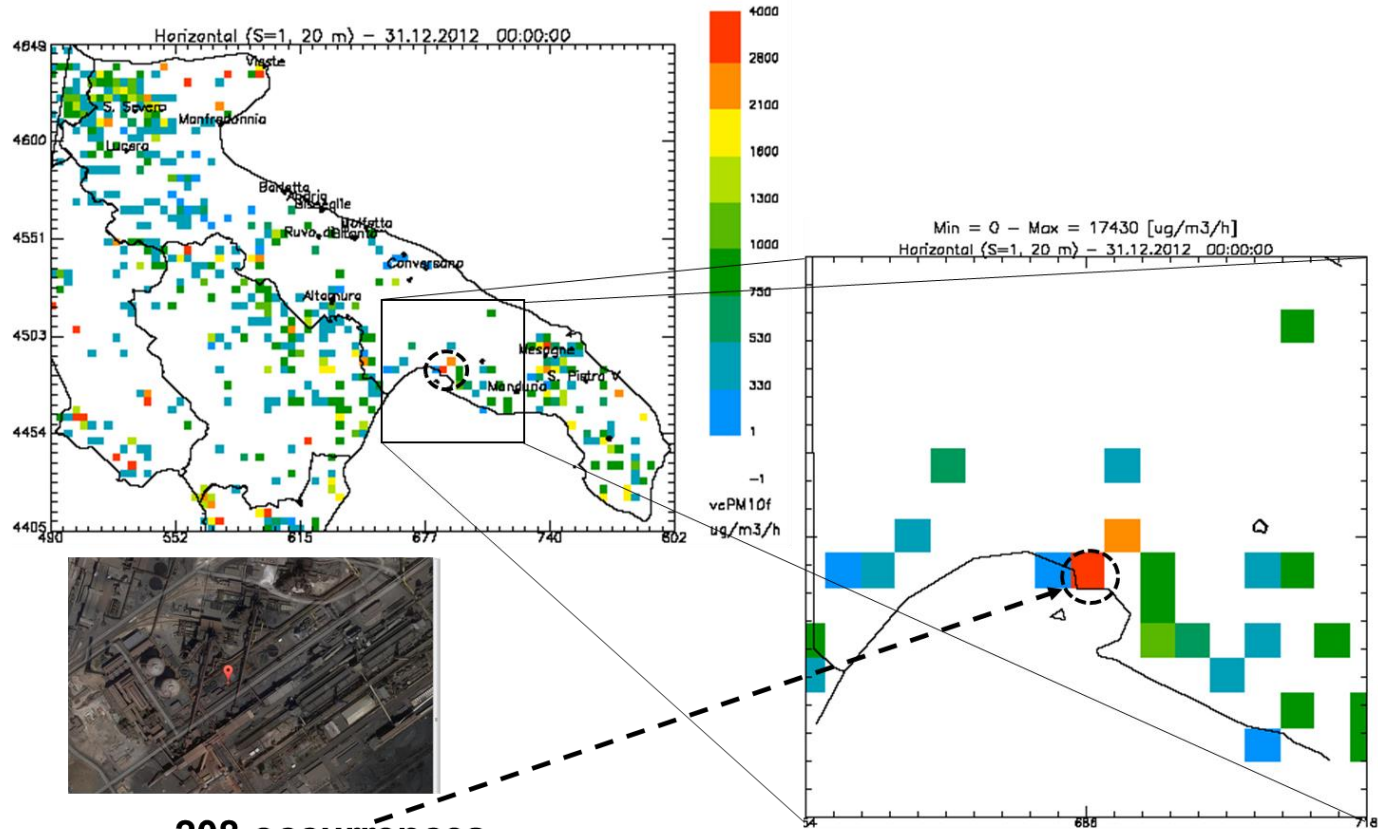 Horizontal (S=1, 20 m) – 31.12.2012 00:00:00
4649
4600
4551
4503
4454
4405
490
552
615
677
740
802
Vieste
S. Severo
Manfredonnia
Lucera
Barletta
Andria
Bisceglie
Molfetta
Ruvo di
Bitonto
Conversano
Altamura
Mesagne
Manduria
S. Pietro V
4000
2800
2100
1600
1300
1000
750
530
330
1
–1
vcPM10f
ug/m3/h
Min = 0 – Max = 17430 [ug/m3/h]
Horizontal (S=1, 20 m) – 31.12.2012 00:00:00
688
718
occurrences